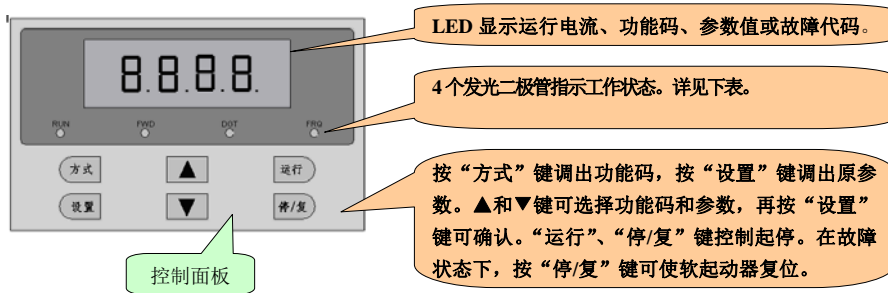 LED 显示运行电流、功能码、参数值或故障代码。
8.8.8.8.
4 个发光二极管指示工作状态。详见下表。
RUN FWD DOT FRQ
方式 ▲ 运行
设置 ▼ 停/复
按“方式”键调出功能码，按“设置”键调出原参
数。▲和▼键可选择功能码和参数，再按“设置”
键可确认。“运行”、“停/复”键控制起停。在故障
状态下，按“停/复”键可使软起动器复位。
控制面板